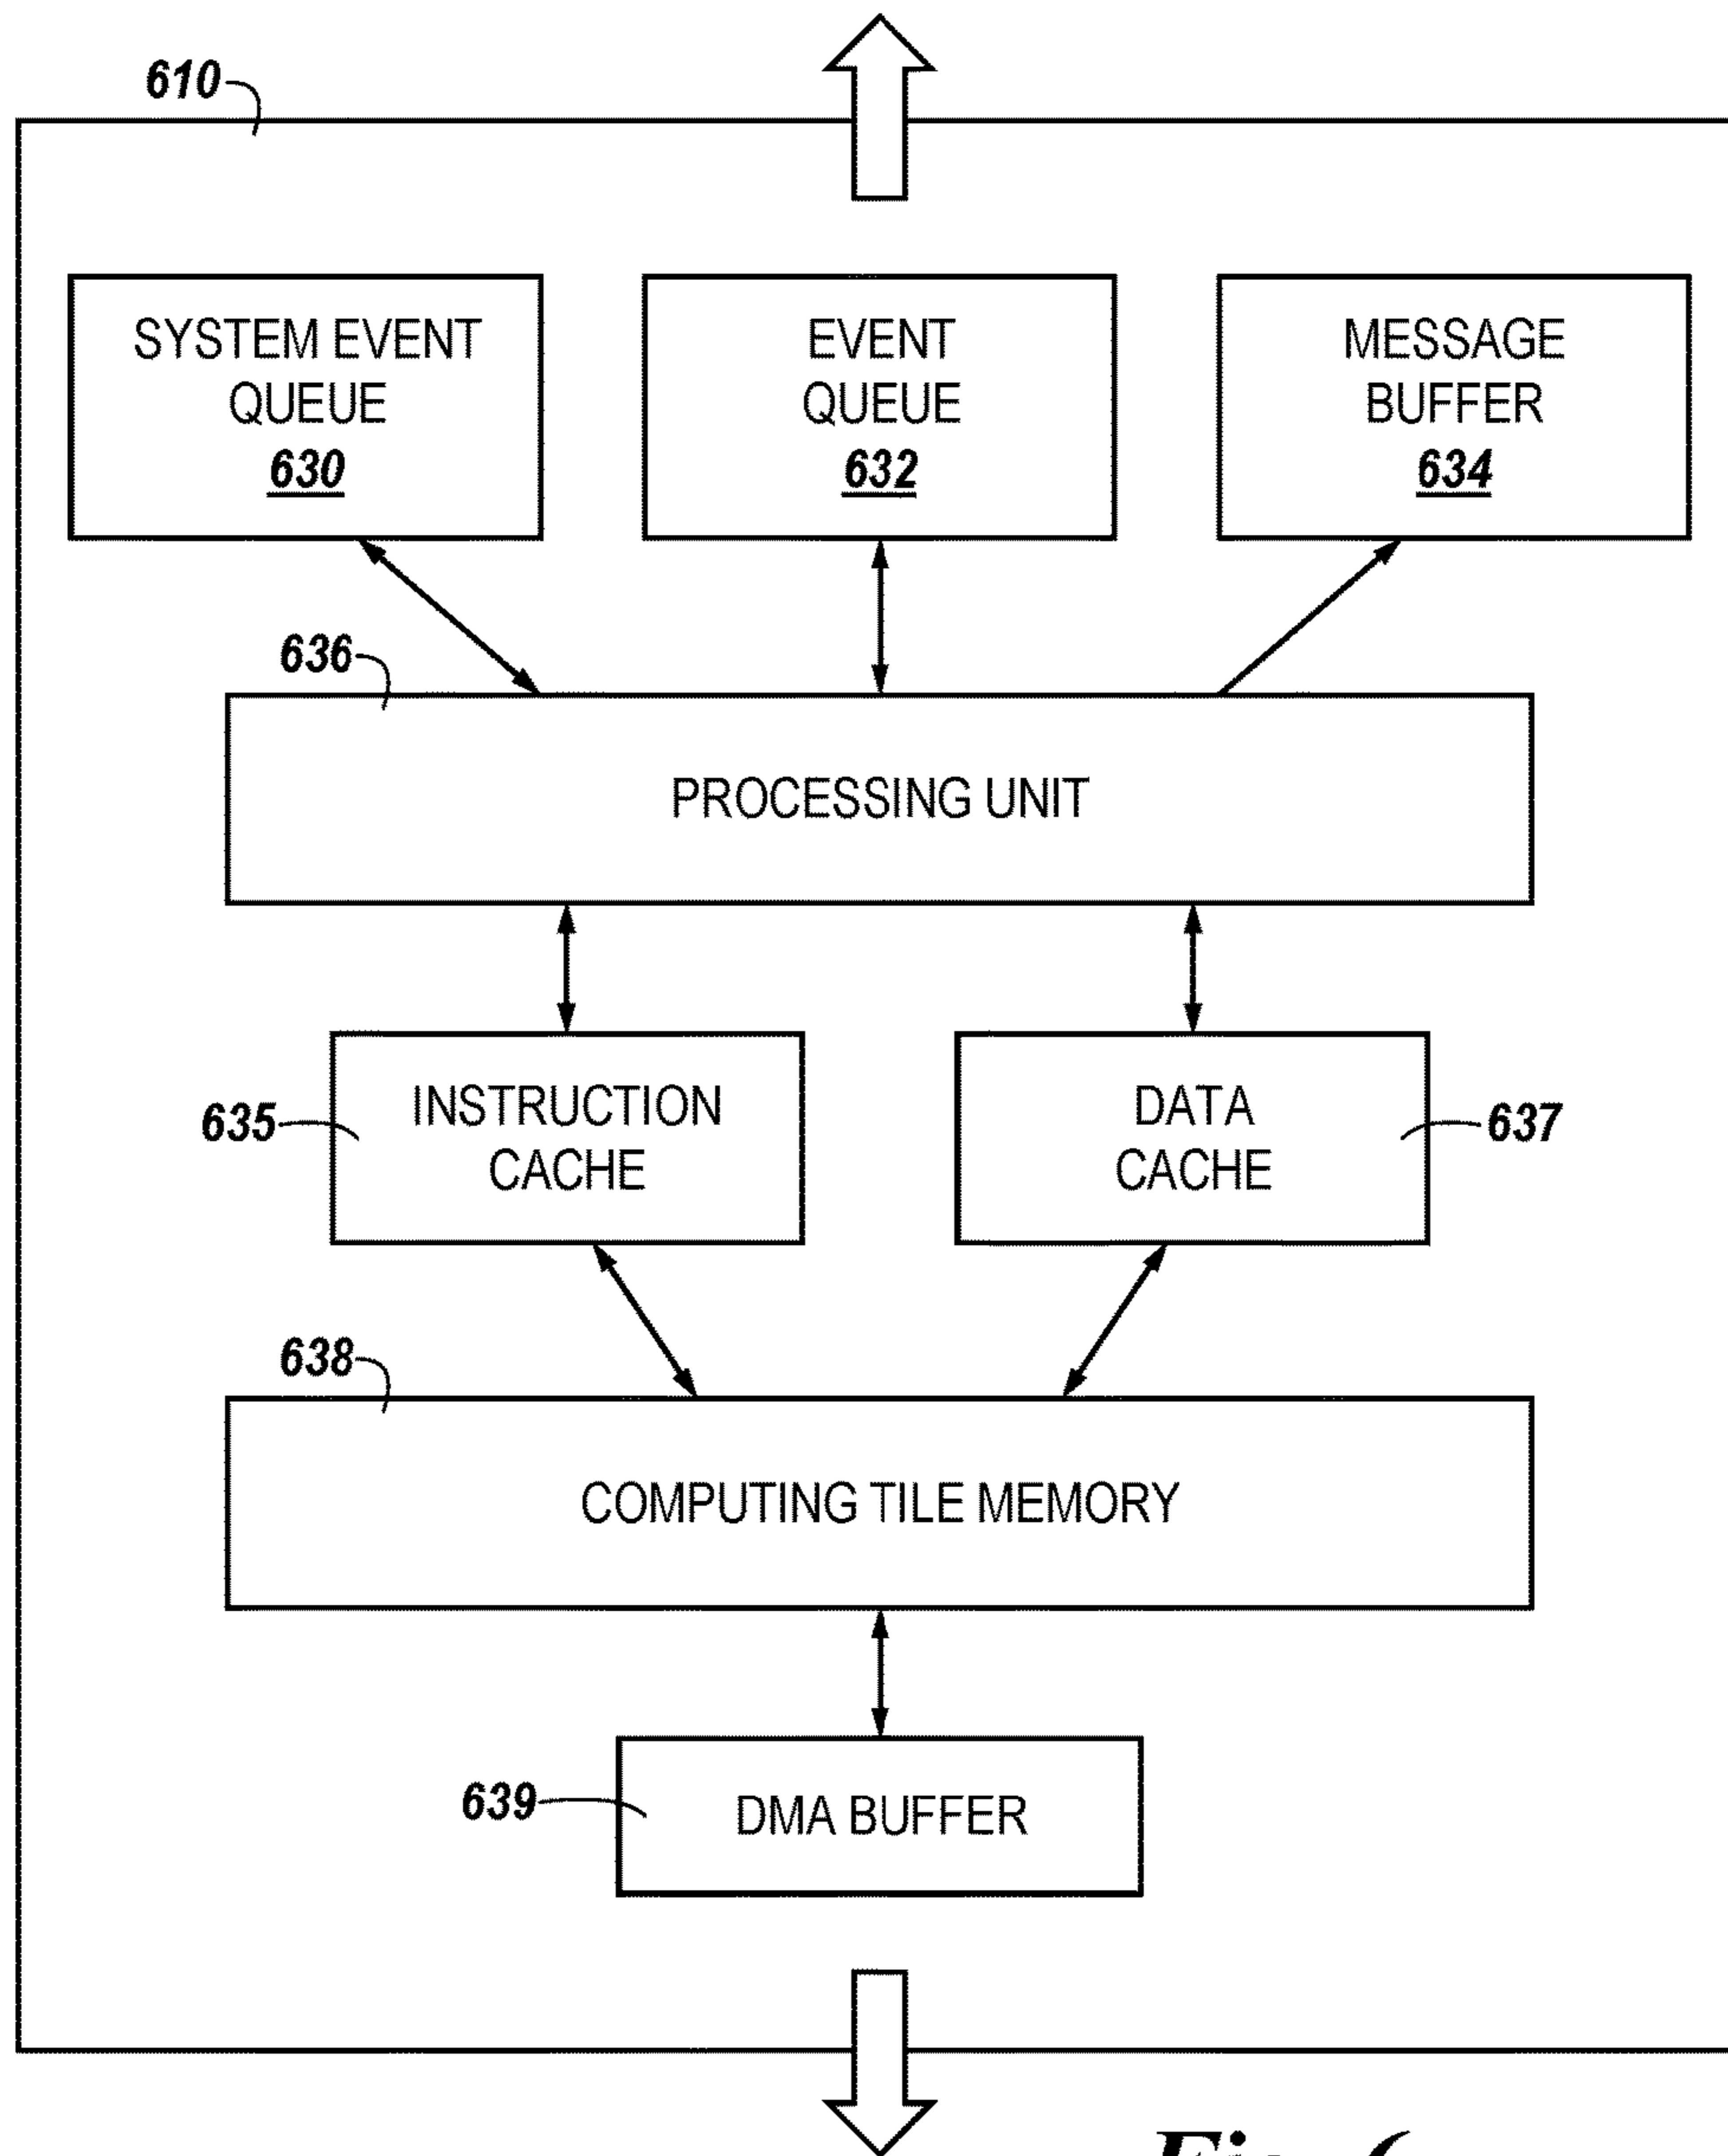 610
SYSTEM EVENT
QUEUE
630
EVENT
QUEUE
632
MESSAGE
BUFFER
634
636
PROCESSING UNIT
635
INSTRUCTION
CACHE
DATA
CACHE
637
638
COMPUTING TILE MEMORY
639
DMA BUFFER